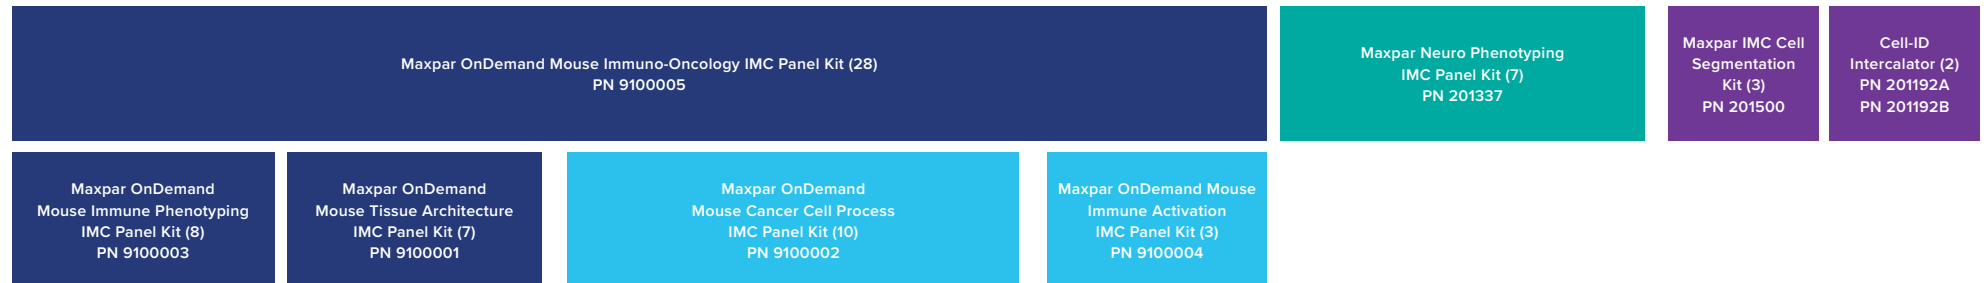 Maxpar OnDemand Mouse Immuno-Oncology IMC Panel Kit (28)
PN 9100005
Maxpar Neuro Phenotyping
IMC Panel Kit (7)
PN 201337
Maxpar IMC Cell
Segmentation
Kit (3)
PN 201500
Cell-ID
Intercalator (2)
PN 201192A
PN 201192B
Maxpar OnDemand
Mouse Immune Phenotyping
IMC Panel Kit (8)
PN 9100003
Maxpar OnDemand
Mouse Tissue Architecture
IMC Panel Kit (7)
PN 9100001
Maxpar OnDemand
Mouse Cancer Cell Process
IMC Panel Kit (10)
PN 9100002
Maxpar OnDemand Mouse
Immune Activation
IMC Panel Kit (3)
PN 9100004